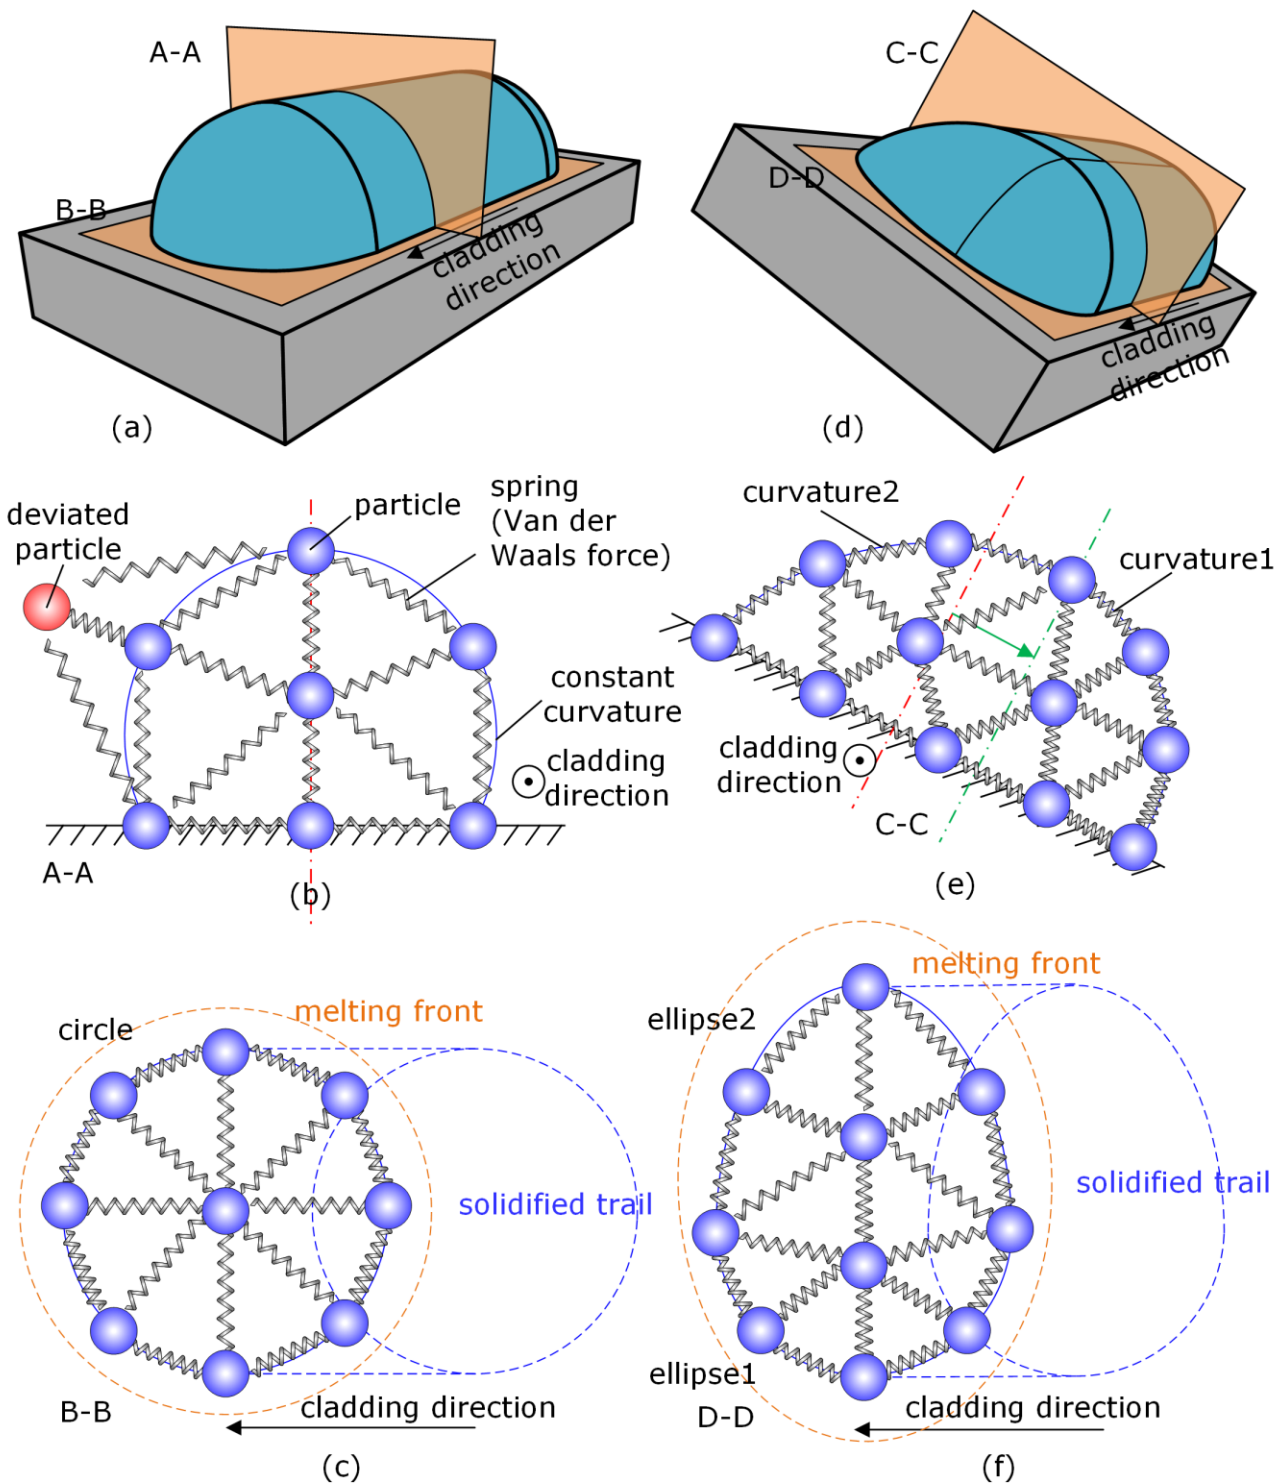 A-A
B-B
cladding
direction
(a)
C-C
D-D
cladding
direction
(d)
deviated
particle
particle
spring
(Van der
Waals force)
constant
curvature
cladding
direction
A-A
(b)
curvature2
curvature1
cladding
direction
C-C
(e)
circle
melting front
solidified trail
B-B
cladding direction
(c)
melting front
ellipse2
solidified trail
ellipse1
D-D
cladding direction
(f)